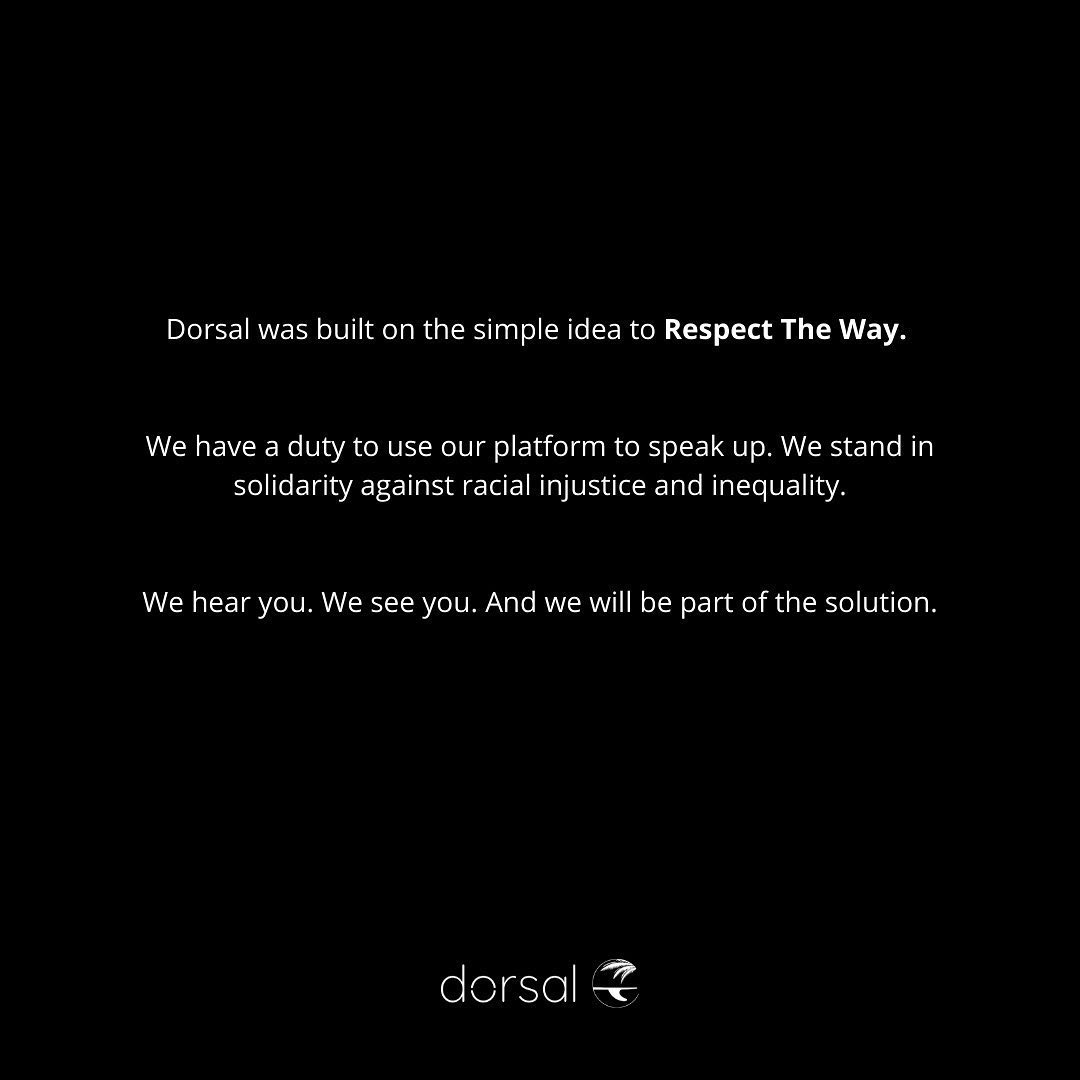 Dorsal was built on the simple idea to Respect The Way.
We have a duty to use our platform to speak up. We stand in
solidarity against racial injustice and inequality.
We hear you. We see you. And we will be part of the solution.
dorsal